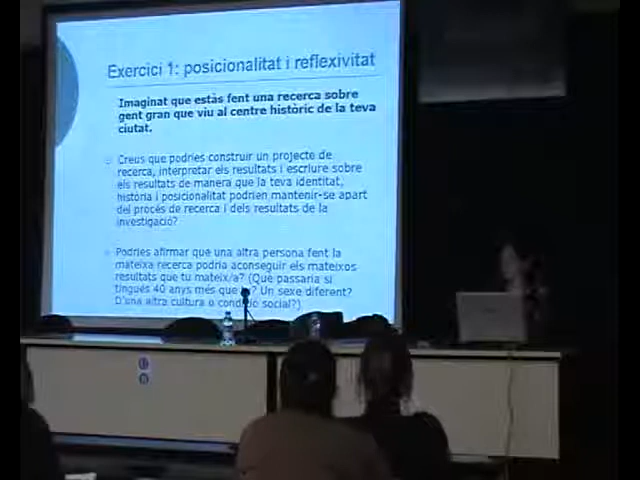 Exercici 1: posicionalitat i reflexivitat
Imaginat que estàs fent una recerca sobre
gent gran que viu al centre històric de la teva
ciutat.
Creus que podries construir un projecte de
recerca, interpretar els resultats i escriure sobre
els resultats de manera que la teva identitat,
història i posicionalitat podrien mantenir-se apart
del procés de recerca i dels resultats de la
investigació?
Podries afirmar que una altra persona fent la
mateixa recerca podria aconseguir els mateixos
resultats que tu mateix/a? (Què passaria si
tingués 40 anys més que Un sexe diferent?
D'una altra cultura o condició social?)